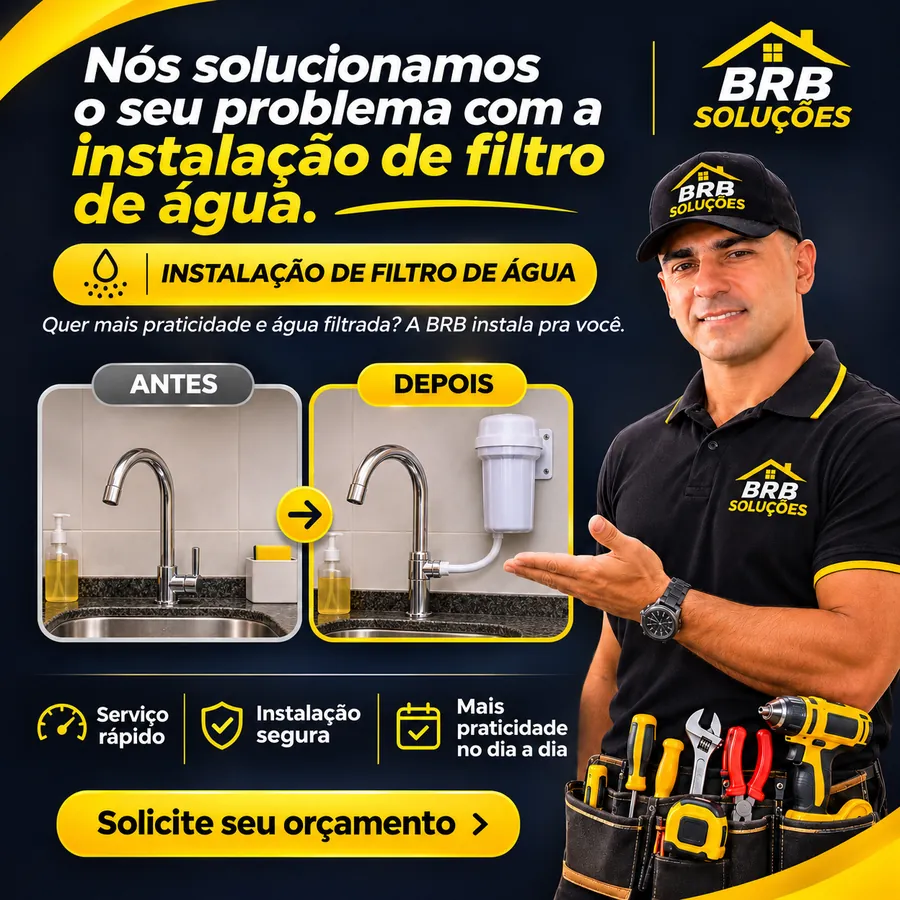 Nós solucionamos
o seu problema com a
instalação de filtro
de água.
BRB
SOLUÇÕES
BRB
SOLUÇÕES
INSTALAÇÃO DE FILTRO DE ÁGUA
Quer mais praticidade e água filtrada? A BRB instala pra você.
ANTES
DEPOIS
BRB
SOLUÇÕES
Serviço
rápido
Instalação
segura
Mais
praticidade
no dia a dia
Solicite seu orçamento